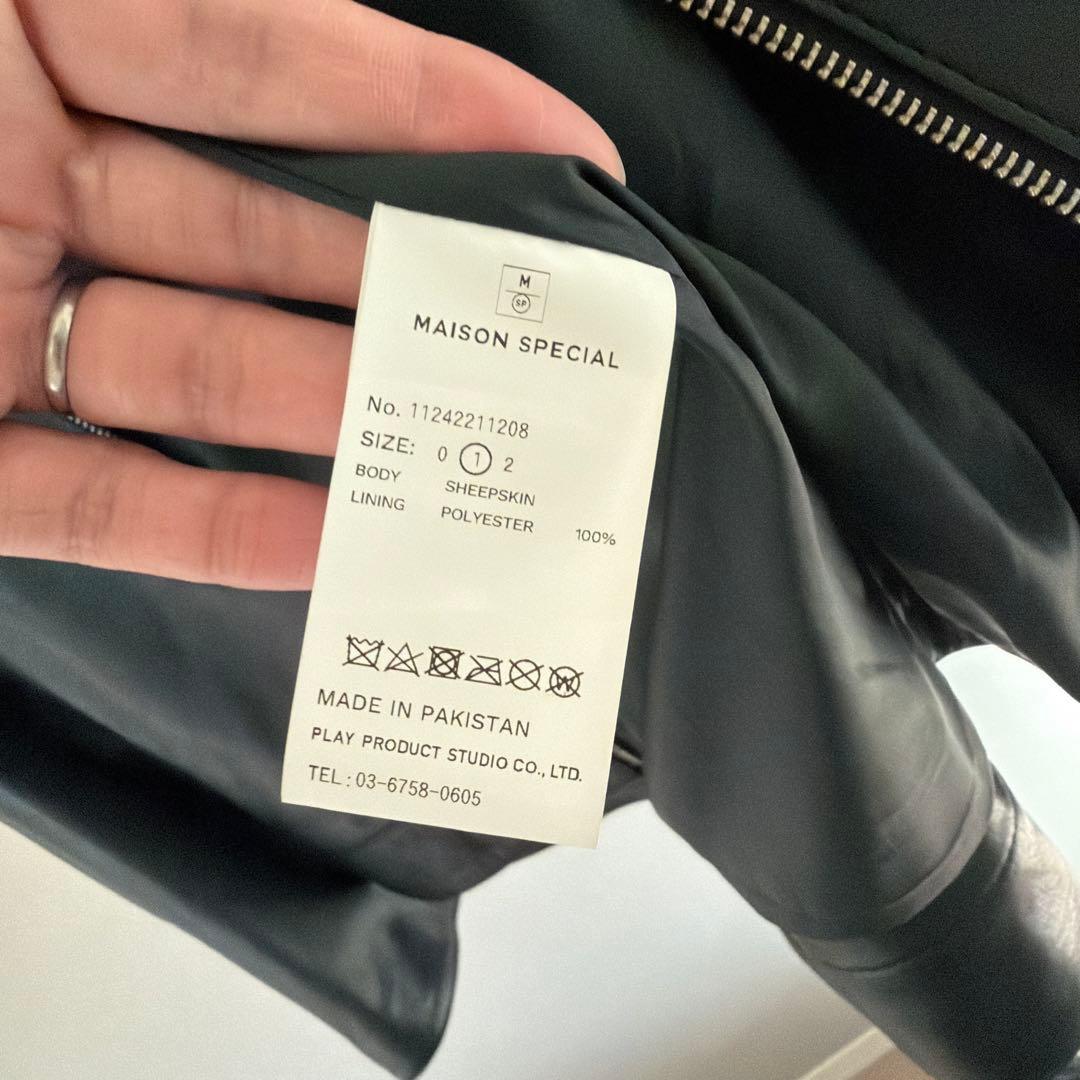 M
SP
MAISON SPECIAL
No. 11242211208
SIZE: 0 1 2
BODY SHEEPSKIN
LINING POLYESTER 100%
W
MADE IN PAKISTAN
PLAY PRODUCT STUDIO CO., LTD.
TEL : 03-6758-0605